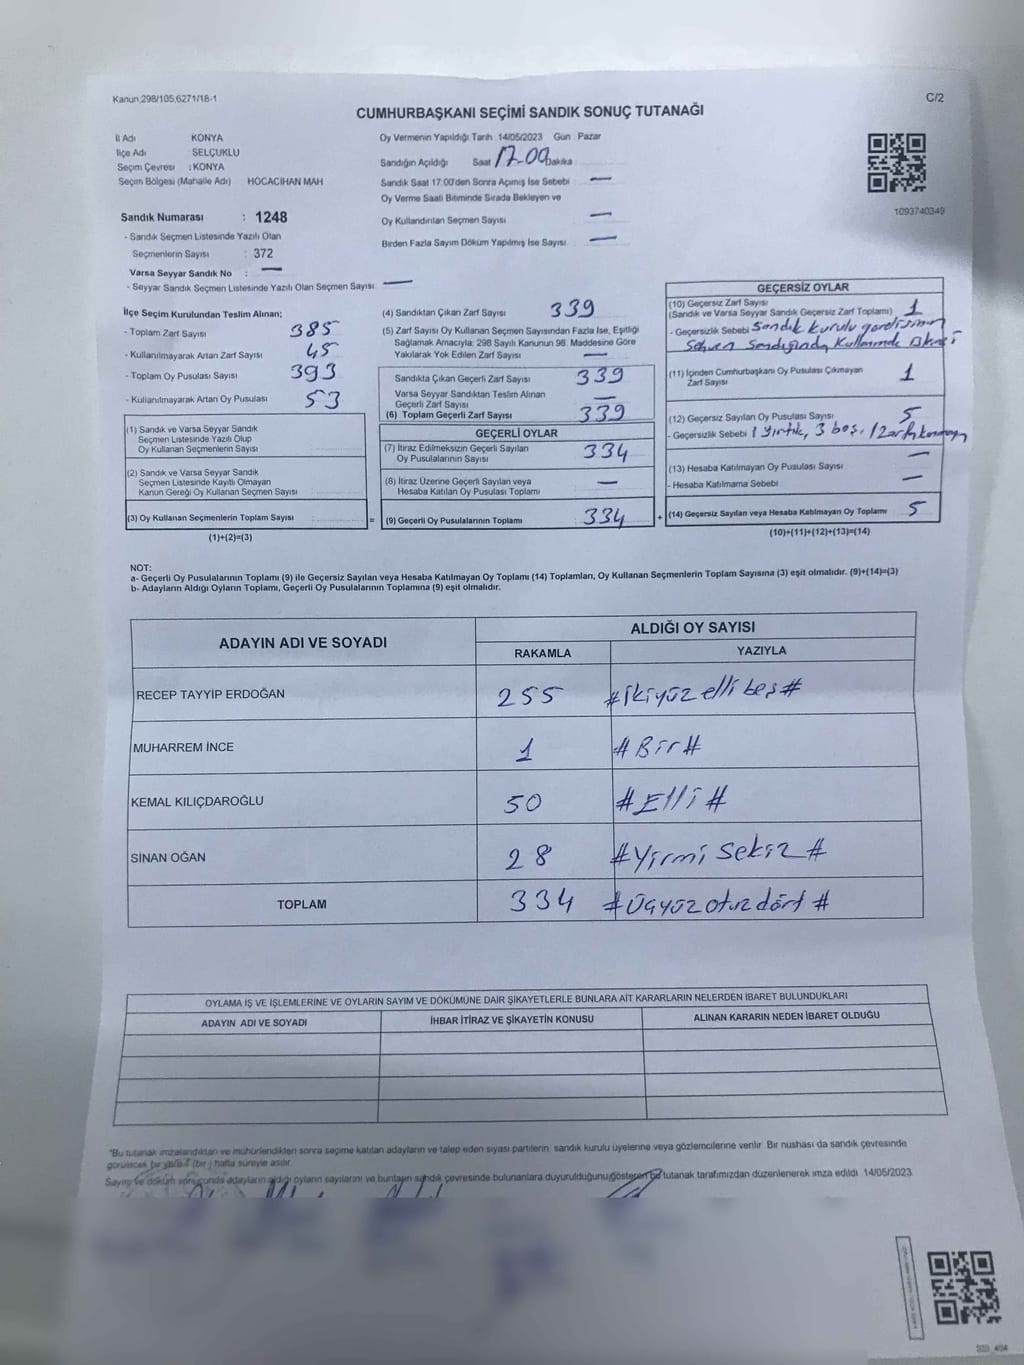 Kanun,298/105,6271/18-1
C/2
CUMHURBAŞKANI SEÇİMİ SANDIK SONUÇ TUTANAĞI
İl Adı KONYA
İlçe Adı SELÇUKLU
Seçim Çevresi : KONYA
Seçim Bölgesi (Mahalle Adı) HOCACİHAN MAH
Sandık Numarası : 1248
- Sandık Seçmen Listesinde Yazılı Olan
Seçmenlerin Sayısı : 372
Varsa Seyyar Sandık No : —
- Seyyar Sandık Seçmen Listesinde Yazılı Olan Seçmen Sayısı: —
Oy Vermenin Yapıldığı Tarih 14/05/2023 Gün Pazar
Sandığın Açıldığı Saat 17.00 Dakika
Sandık Saat 17:00'den Sonra Açımış İse Sebebi : —
Oy Verme Saati Bitiminde Sırada Bekleyen ve
Oy Kullandırılan Seçmen Sayısı —
Birden Fazla Sayım Döküm Yapılmış İse Sayısı —
1093740349
İlçe Seçim Kurulundan Teslim Alınan;
- Toplam Zarf Sayısı 385
- Kullanılmayarak Artan Zarf Sayısı 45
- Toplam Oy Pusulası Sayısı 393
- Kullanılmayarak Artan Oy Pusulası 53
(1) Sandık ve Varsa Seyyar Sandık
Seçmen Listesinde Yazılı Olup
Oy Kullanan Seçmenlerin Sayısı
(2) Sandık ve Varsa Seyyar Sandık
Seçmen Listesinde Kayıtlı Olmayan
Kanun Gereği Oy Kullanan Seçmen Sayısı
(3) Oy Kullanan Seçmenlerin Toplam Sayısı =
(1)+(2)=(3)
(4) Sandıktan Çıkan Zarf Sayısı 339
(5) Zarf Sayısı Oy Kullanan Seçmen Sayısından Fazla İse, Eşitliği
Sağlamak Amacıyla; 298 Sayılı Kanunun 98. Maddesine Göre
Yakılarak Yok Edilen Zarf Sayısı —
Sandıkta Çıkan Geçerli Zarf Sayısı 339
Varsa Seyyar Sandıktan Teslim Alınan
Geçerli Zarf Sayısı —
(6) Toplam Geçerli Zarf Sayısı 339
GEÇERLİ OYLAR
(7) İtiraz Edilmeksizin Geçerli Sayılan
Oy Pusulalarının Sayısı 334
(8) İtiraz Üzerine Geçerli Sayılan veya
Hesaba Katılan Oy Pusulası Toplamı —
(9) Geçerli Oy Pusulalarının Toplamı 334 +
GEÇERSİZ OYLAR
(10) Geçersiz Zarf Sayısı
(Sandık ve Varsa Seyyar Sandık Geçersiz Zarf Toplamı) 1
- Geçersizlik Sebebi Sandık kurulu
Sehven Sandığında
(11) İçinden Cumhurbaşkanı Oy Pusulası Çıkmayan
Zarf Sayısı 1
(12) Geçersiz Sayılan Oy Pusulası Sayısı 5
- Geçersizlik Sebebi 1 Yırtık, 3 boş,
(13) Hesaba Katılmayan Oy Pusulası Sayısı —
- Hesaba Katılmama Sebebi —
(14) Geçersiz Sayılan veya Hesaba Katılmayan Oy Toplamı 5
(10)+(11)+(12)+(13)=(14)
NOT:
a- Geçerli Oy Pusulalarının Toplamı (9) ile Geçersiz Sayılan veya Hesaba Katılmayan Oy Toplamı (14) Toplamları, Oy Kullanan Seçmenlerin Toplam Sayısına (3) eşit olmalıdır. (9)+(14)=(3)
b- Adayların Aldığı Oyların Toplamı, Geçerli Oy Pusulalarının Toplamına (9) eşit olmalıdır.
ADAYIN ADI VE SOYADI
ALDIĞI OY SAYISI
RAKAMLA YAZIYLA
RECEP TAYYİP ERDOĞAN 255 #ikiyüz elli beş#
MUHARREM İNCE 1 #Bir#
KEMAL KILIÇDAROĞLU 50 #Elli#
SİNAN OĞAN 28 #Yirmi Sekiz#
TOPLAM 334 #Üçyüz otuz dört#
OYLAMA İŞ VE İŞLEMLERİNE VE OYLARIN SAYIM VE DÖKÜMÜNE DAİR ŞİKAYETLERLE BUNLARA AİT KARARLARIN NELERDEN İBARET BULUNDUKLARI
ADAYIN ADI VE SOYADI İHBAR İTİRAZ VE ŞİKAYETİN KONUSU ALINAN KARARIN NEDEN İBARET OLDUĞU
*Bu tutanak imzalandıktan ve mühürlendikten sonra seçime katılan adayların ve talep eden siyasi partilerin sandık kurulu üyelerine veya gözlemcilerine verilir. Bir nüshası da sandık çevresinde
görülecek bir yere (bir) hafta süreyle asılır.
Sayım ve döküm sonucunda adayların aldığı oyların sayılarını ve bunların sandık çevresinde bulunanlara duyurulduğunu gösteren bu tutanak tarafımızdan düzenlenerek imza edildi. 14/05/2023